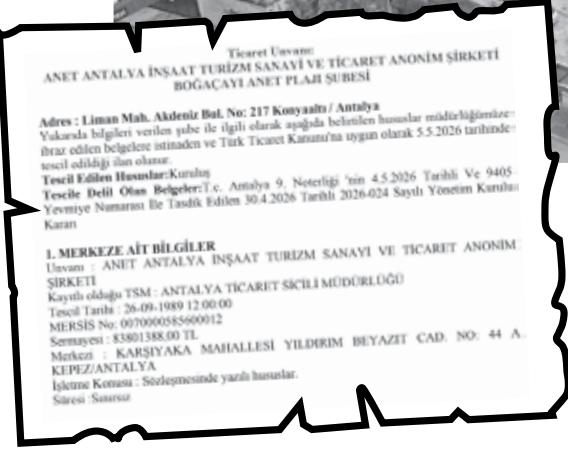 Ticaret Unvanı:
ANET ANTALYA İNŞAAT TURİZM SANAYİ VE TİCARET ANONİM ŞİRKETİ
BOĞAÇAYI ANET PLAJI ŞUBESİ
Adres : Liman Mah. Akdeniz Bul. No: 217 Konyaaltı / Antalya
Yukarıda bilgileri verilen şube ile ilgili olarak aşağıda belirtilen hususlar müdürlüğümüze
ibraz edilen belgelere istinaden ve Türk Ticaret Kanunu'na uygun olarak 5.5.2026 tarihinde
tescil edildiği ilan olunur.
Tescil Edilen Hususlar:Kuruluş
Tescile Delil Olan Belgeler:T.c. Antalya 9. Noterliği 'nin 4.5.2026 Tarihli Ve 9405
Yevmiye Numarası İle Tasdik Edilen 30.4.2026 Tarihli 2026-024 Sayılı Yönetim Kurulu
Kararı
1. MERKEZE AİT BİLGİLER
Unvanı : ANET ANTALYA İNŞAAT TURİZM SANAYİ VE TİCARET ANONİM
ŞİRKETİ
Kayıtlı olduğu TSM : ANTALYA TİCARET SİCİLİ MÜDÜRLÜĞÜ
Tescil Tarihi : 26-09-1989 12:00:00
MERSİS No: 0070000585600012
Sermayesi : 83801388.00 TL
Merkezi : KARŞIYAKA MAHALLESİ YILDIRIM BEYAZIT CAD. NO: 44 A
KEPEZ/ANTALYA
İşletme Konusu : Sözleşmesinde yazılı hususlar.
Süresi :Sınırsız